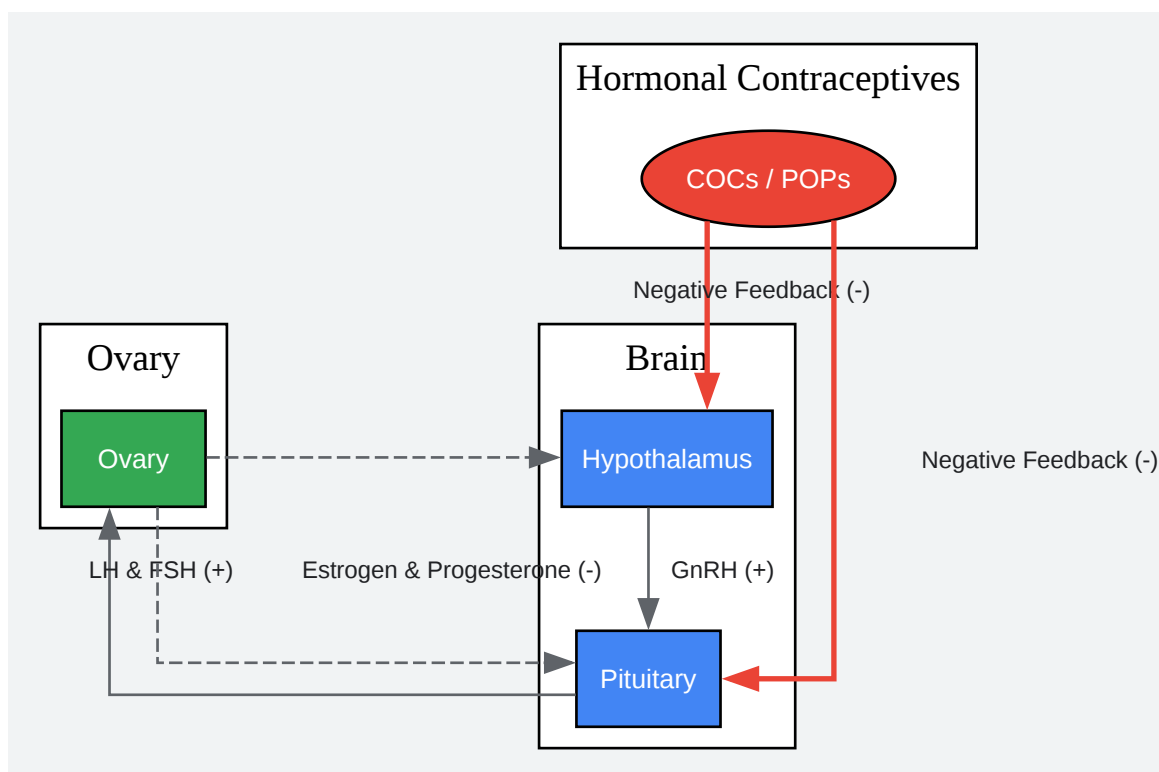 Hormonal Contraceptives
COCs / POPs
Negative Feedback (-)
Ovary
Brain
Ovary
Hypothalamus
Negative Feedback (-)
LH & FSH (+)
Estrogen & Progesterone (-)
GnRH (+)
Pituitary